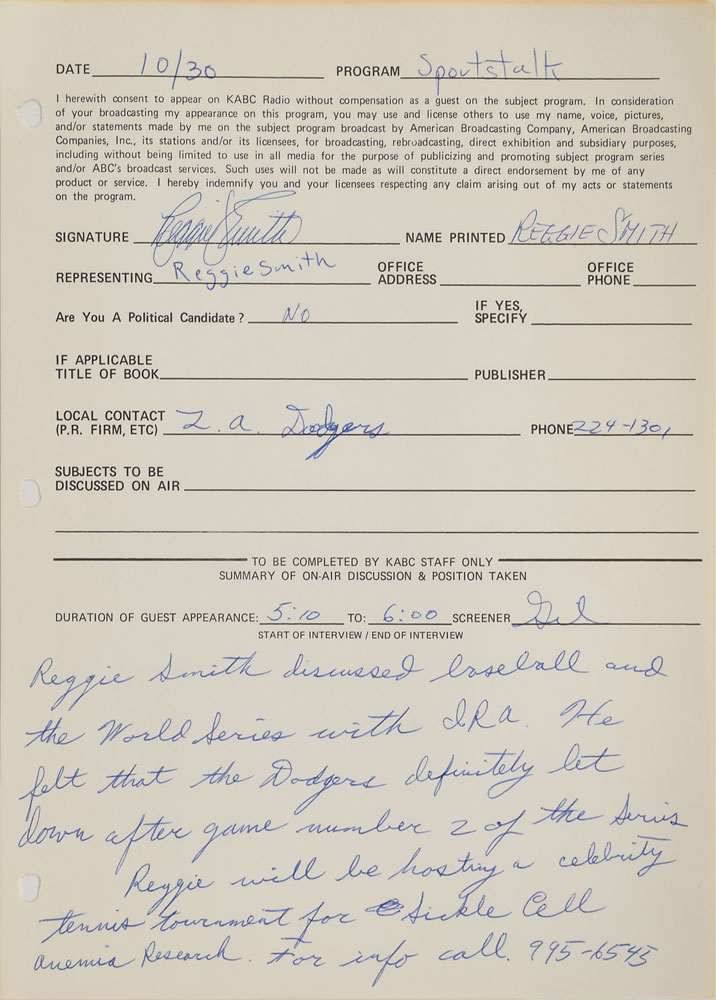 DATE 10/30 PROGRAM Sportstalk
I herewith consent to appear on KABC Radio without compensation as a guest on the subject program. In consideration
of your broadcasting my appearance on this program, you may use and license others to use my name, voice, pictures,
and/or statements made by me on the subject program broadcast by American Broadcasting Company, American Broadcasting
Companies, Inc., its stations and/or its licensees, for broadcasting, rebroadcasting, direct exhibition and subsidiary purposes,
including without being limited to use in all media for the purpose of publicizing and promoting subject program series
and/or ABC's broadcast services. Such uses will not be made as will constitute a direct endorsement by me of any
product or service. I hereby indemnify you and your licensees respecting any claim arising out of my acts or statements
on the program.
SIGNATURE Reggie Smith NAME PRINTED REGGIE SMITH
REPRESENTING Reggie Smith OFFICE ADDRESS OFFICE PHONE
Are You A Political Candidate? NO IF YES, SPECIFY
IF APPLICABLE
TITLE OF BOOK PUBLISHER
LOCAL CONTACT
(P.R. FIRM, ETC) L.A. Dodgers PHONE 224-1301
SUBJECTS TO BE
DISCUSSED ON AIR
TO BE COMPLETED BY KABC STAFF ONLY
SUMMARY OF ON-AIR DISCUSSION & POSITION TAKEN
DURATION OF GUEST APPEARANCE: 5:10 TO: 6:00 SCREENER Gil
START OF INTERVIEW / END OF INTERVIEW
Reggie Smith discussed baseball and
the World Series with IRA. He
felt that the Dodgers definitely let
down after game number 2 of the Series
Reggie will be hosting a celebrity
tennis tournament for Sickle Cell
anemia Research. For info call. 995-6545